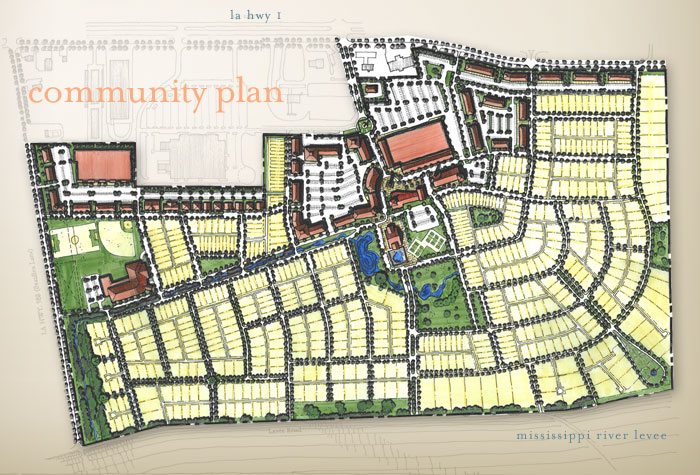 la hwy 1
community plan
mississippi river levee